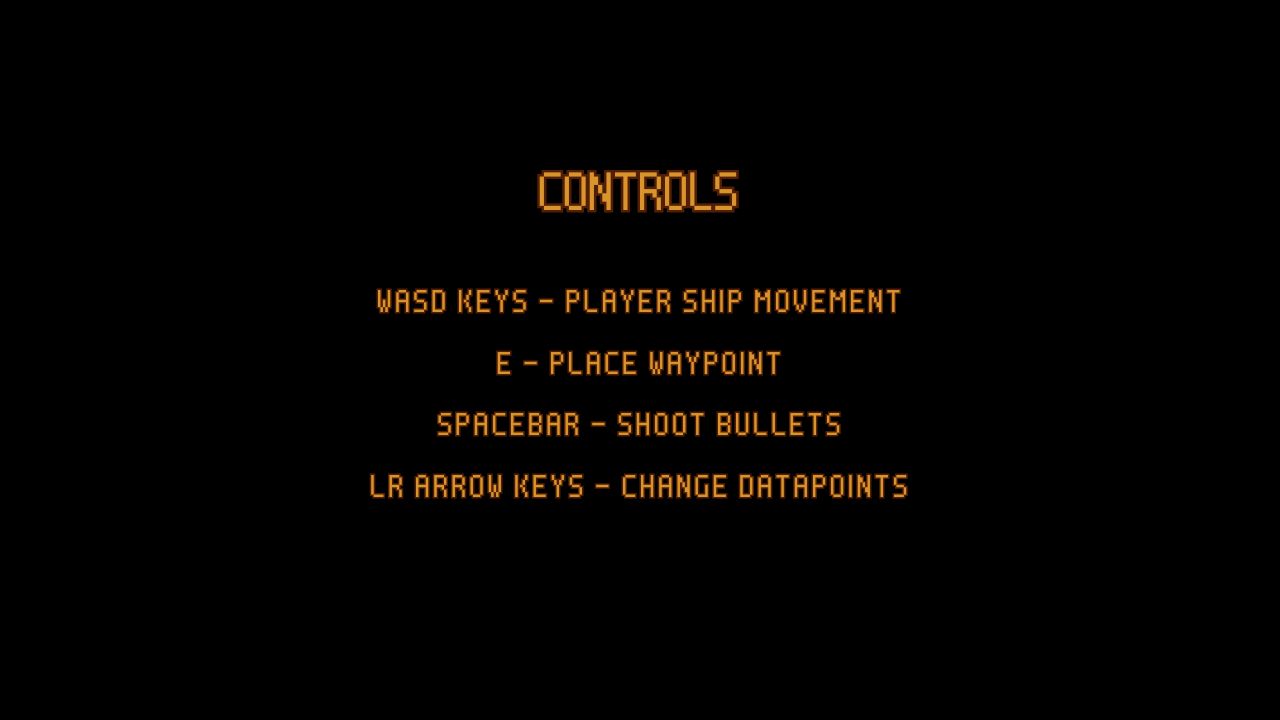 CONTROLS
WASD KEYS - PLAYER SHIP MOVEMENT
E - PLACE WAYPOINT
SPACEBAR - SHOOT BULLETS
LR ARROW KEYS - CHANGE DATAPOINTS